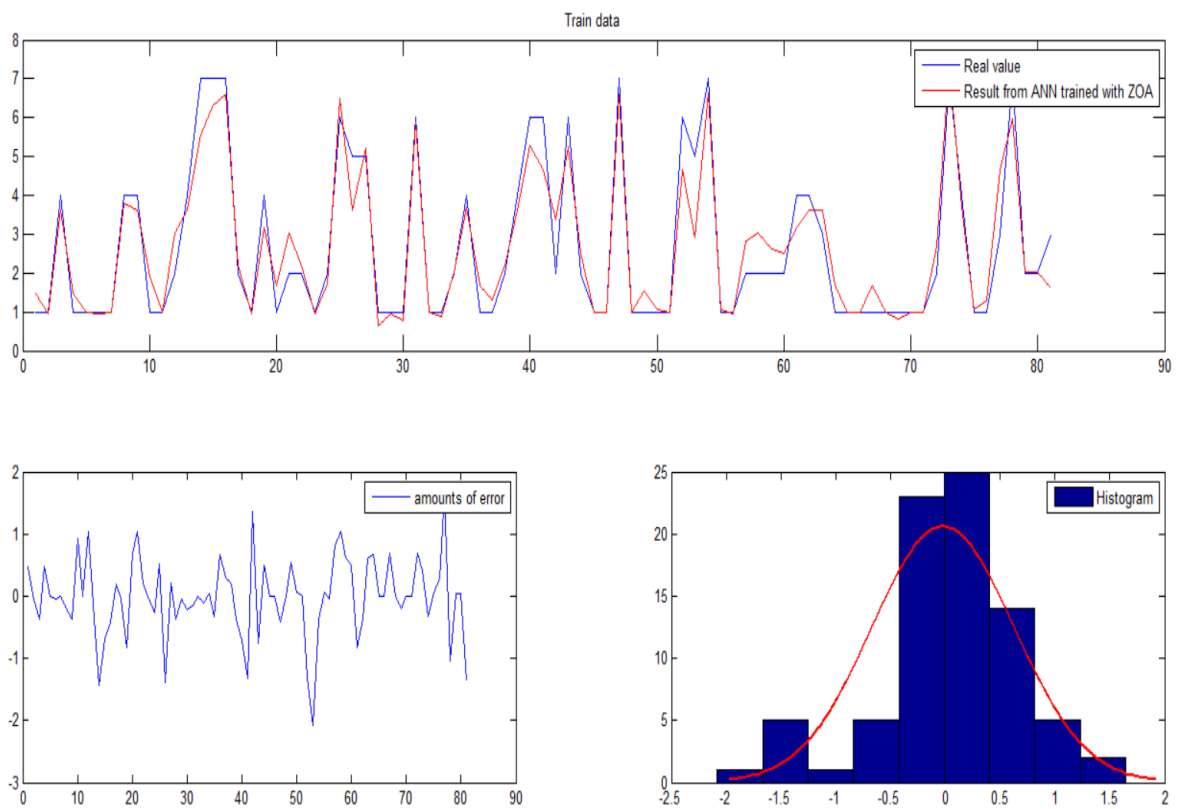 Train data
8
7
6
5
4
3
2
1
0
Real value
Result from ANN trained with ZOA
0 10 20 30 40 50 60 70 80 90
2
1
0
-1
-2
-3
amounts of error
0 10 20 30 40 50 60 70 80 90
25
20
15
10
5
0
Histogram
-2.5 -2 -1.5 -1 -0.5 0 0.5 1 1.5 2